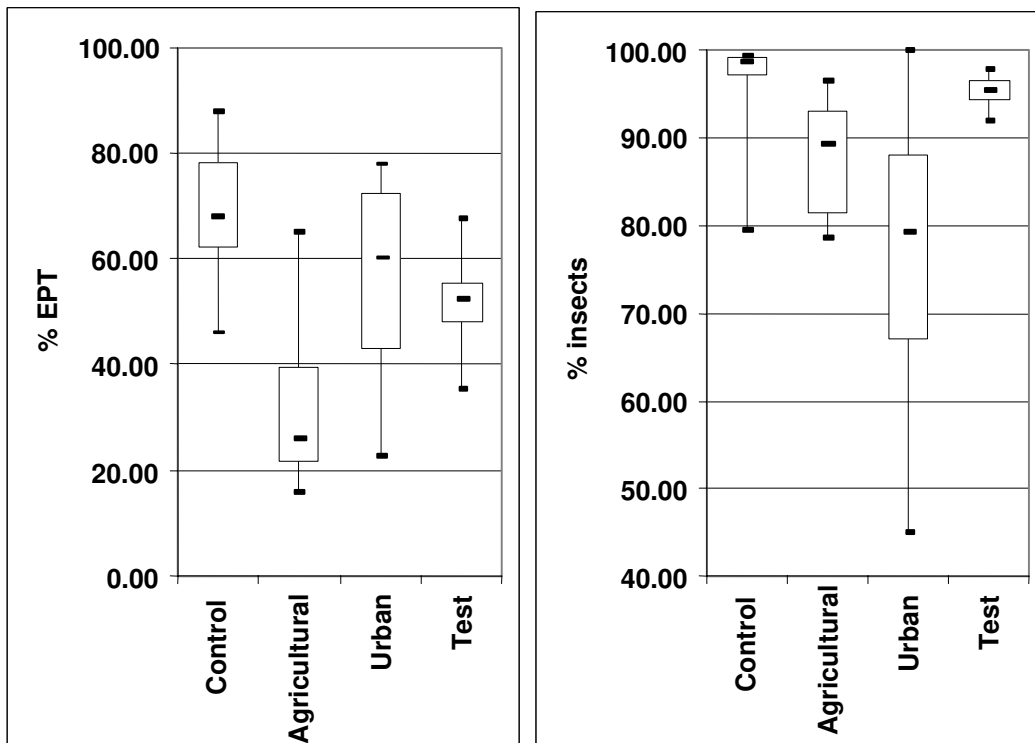 % EPT
100.00
80.00
60.00
40.00
20.00
0.00
Control
Agricultural
Urban
Test
% insects
100.00
90.00
80.00
70.00
60.00
50.00
40.00
Control
Agricultural
Urban
Test